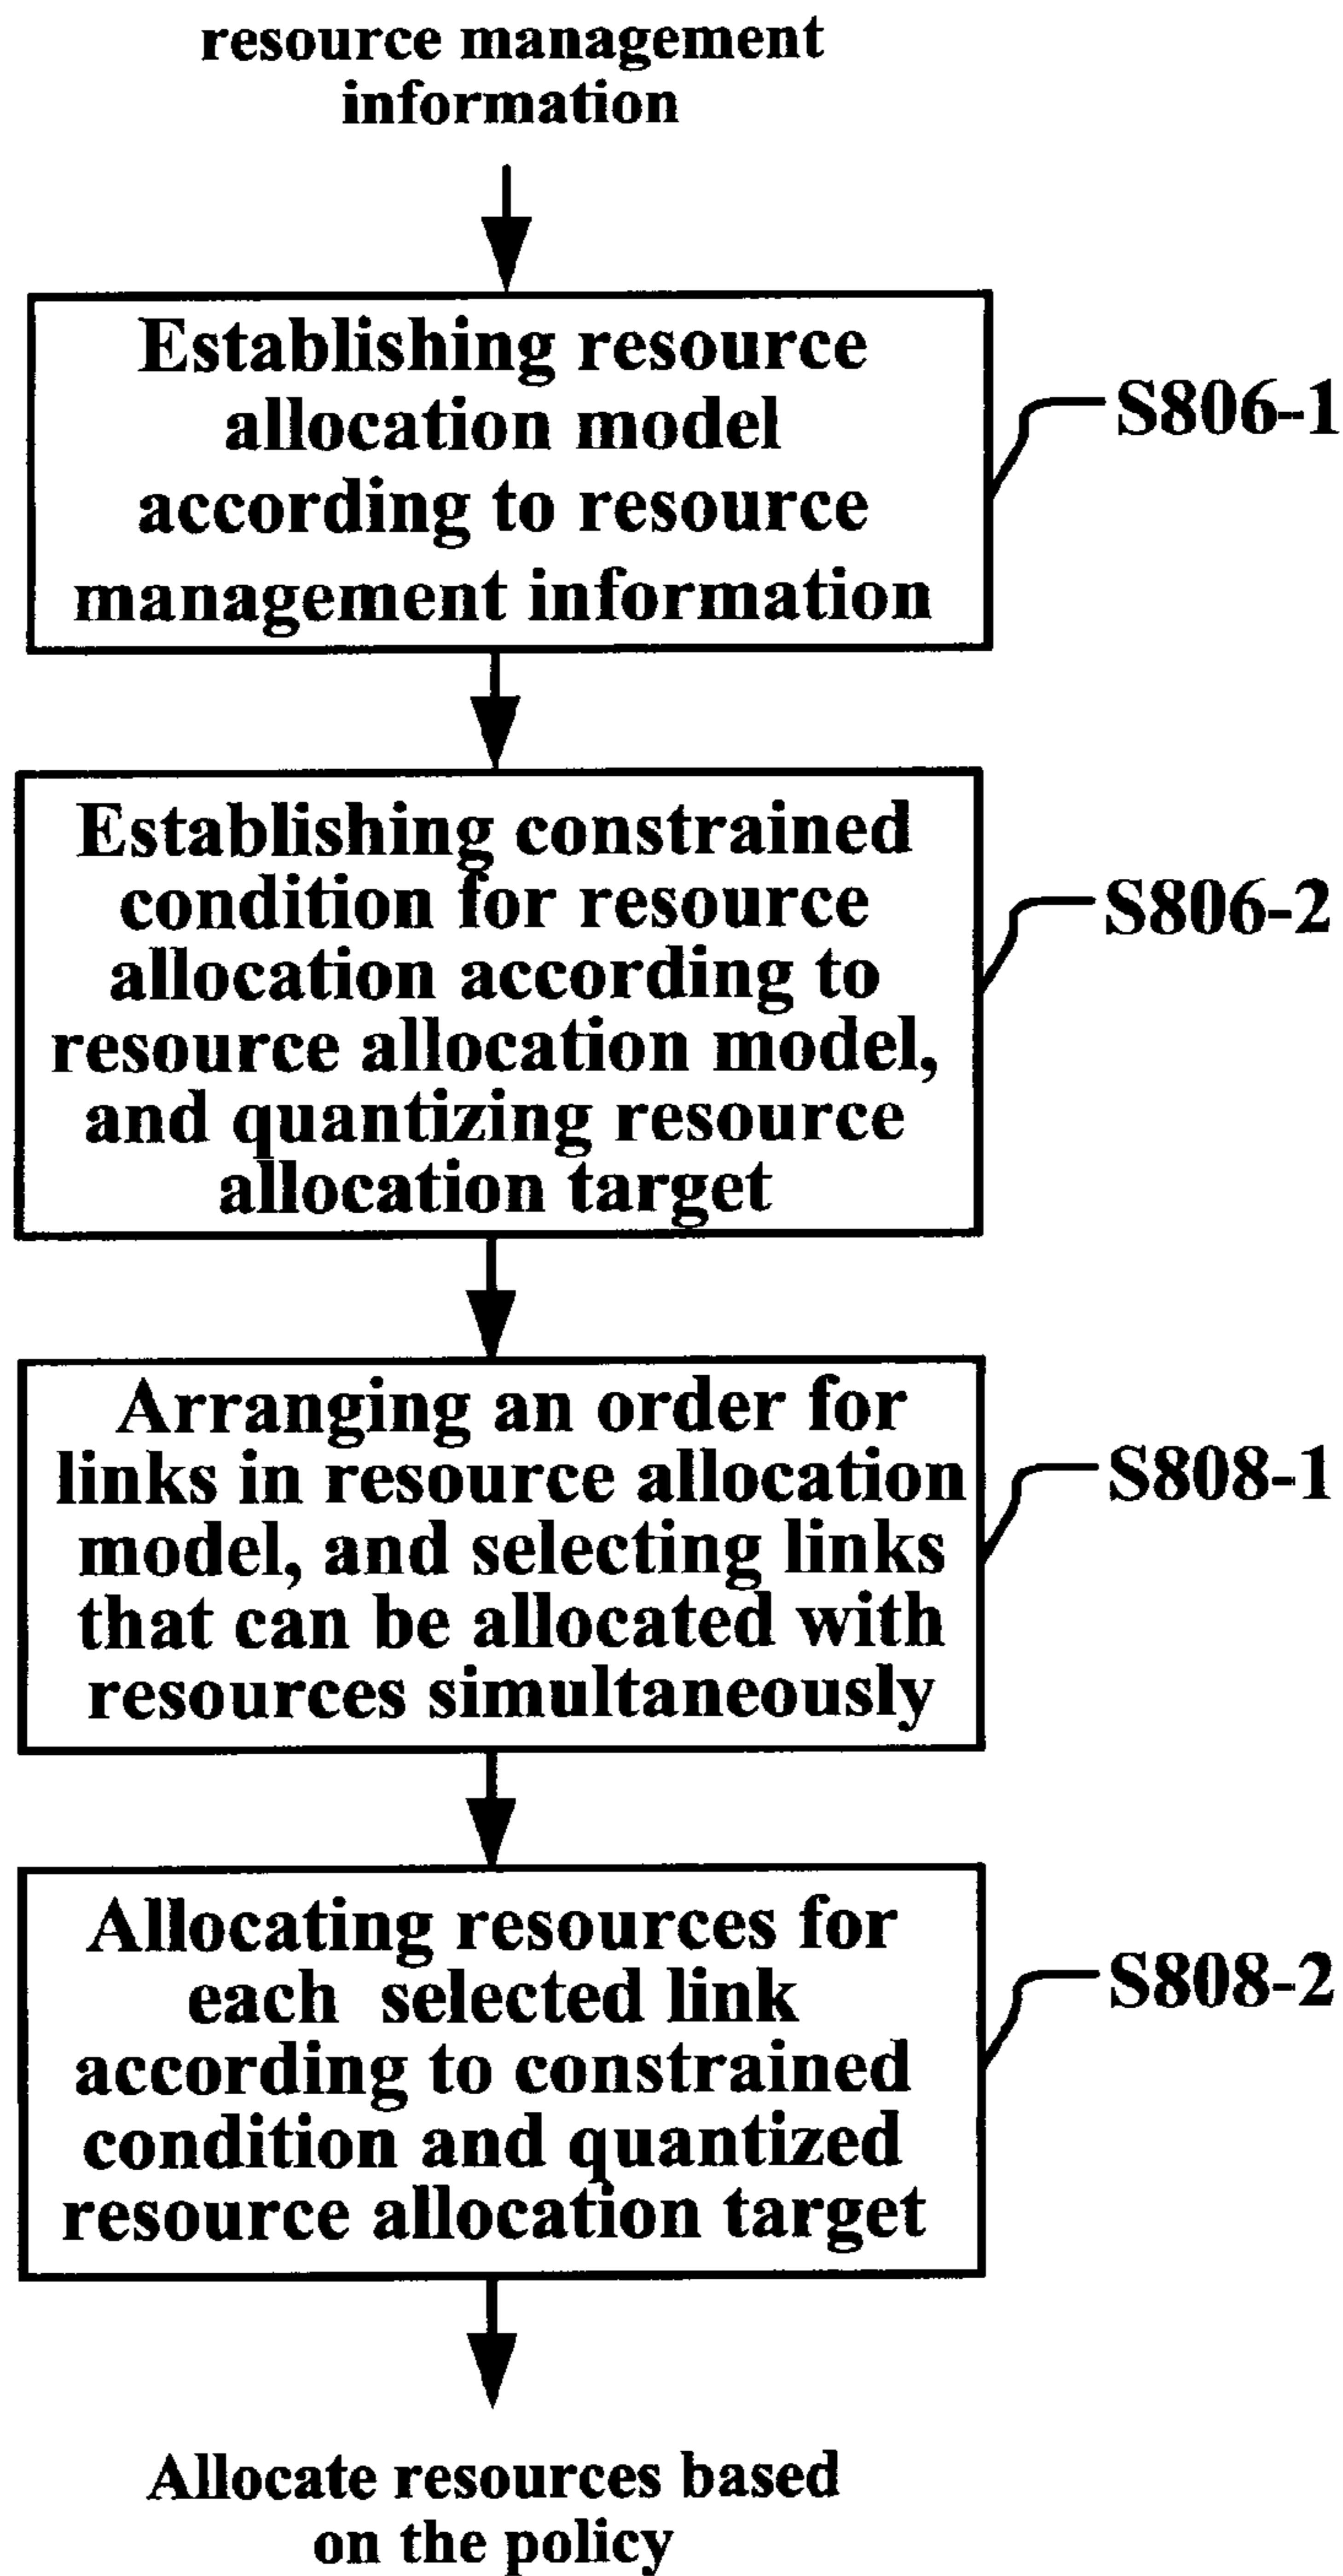 resource management
information
Establishing resource
allocation model
according to resource
management information
S806-1
Establishing constrained
condition for resource
allocation according to
resource allocation model,
and quantizing resource
allocation target
S806-2
Arranging an order for
links in resource allocation
model, and selecting links
that can be allocated with
resources simultaneously
S808-1
Allocating resources for
each selected link
according to constrained
condition and quantized
resource allocation target
S808-2
Allocate resources based
on the policy